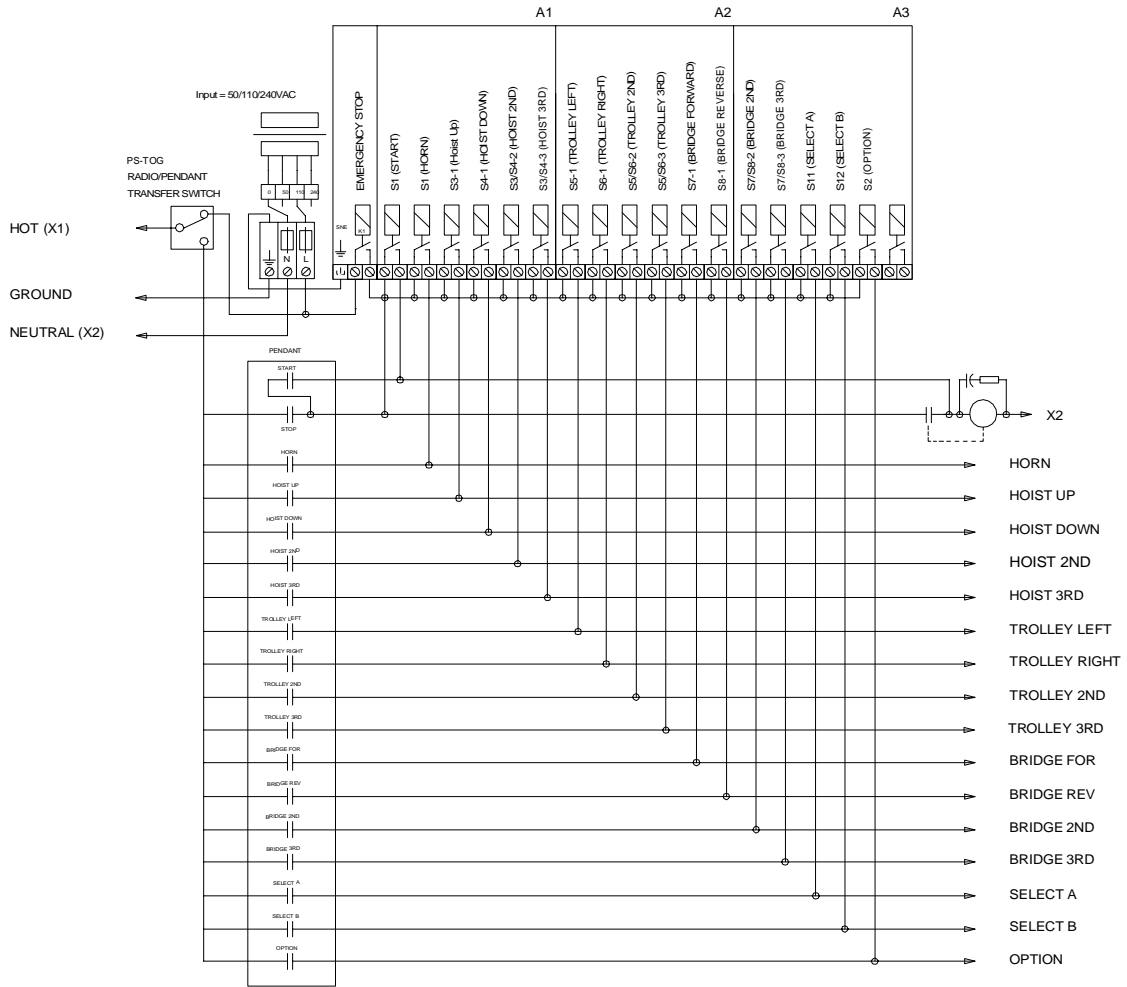 A1 A2 A3
Input = 50/110/240VAC
EMERGENCY STOP
S1 (START)
S1 (HORN)
S3-1 (Hoist Up)
S4-1 (HOIST DOWN)
S3/S4-2 (HOIST 2ND)
S3/S4-3 (HOIST 3RD)
S5-1 (TROLLEY LEFT)
S6-1 (TROLLEY RIGHT)
S5/S6-2 (TROLLEY 2ND)
S5/S6-3 (TROLLEY 3RD)
S7-1 (BRIDGE FORWARD)
S8-1 (BRIDGE REVERSE)
S7/S8-2 (BRIDGE 2ND)
S7/S8-3 (BRIDGE 3RD)
S11 (SELECT A)
S12 (SELECT B)
S2 (OPTION)
PS-TOG
RADIO/PENDANT
TRANSFER SWITCH
0 50 110 240
SNE
K1
HOT (X1)
N L
GROUND
NEUTRAL (X2)
PENDANT
START
STOP
X2
HORN
HORN
HOIST UP
HOIST UP
HOIST DOWN
HOIST DOWN
HOIST 2ND
HOIST 2ND
HOIST 3RD
HOIST 3RD
TROLLEY LEFT
TROLLEY LEFT
TROLLEY RIGHT
TROLLEY RIGHT
TROLLEY 2ND
TROLLEY 2ND
TROLLEY 3RD
TROLLEY 3RD
BRIDGE FOR
BRIDGE FOR
BRIDGE REV
BRIDGE REV
BRIDGE 2ND
BRIDGE 2ND
BRIDGE 3RD
BRIDGE 3RD
SELECT A
SELECT A
SELECT B
SELECT B
OPTION
OPTION